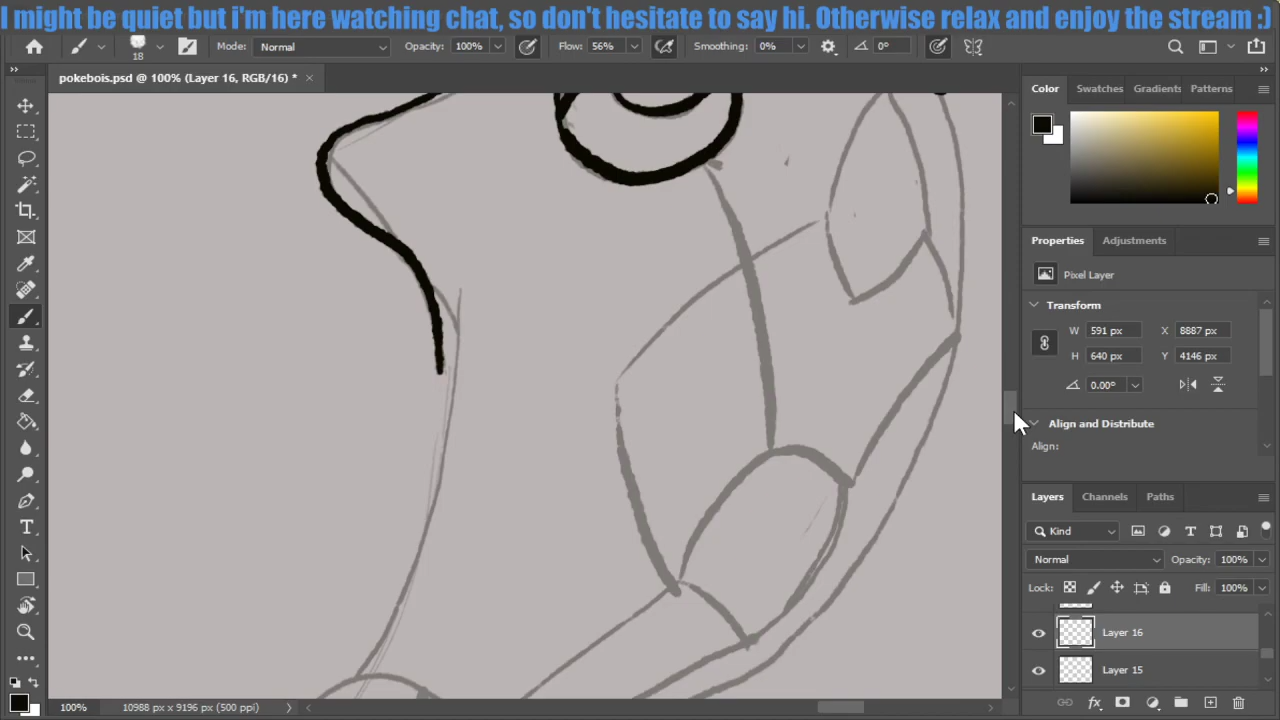 I might be quiet but i'm here watching chat, so don't hesitate to say hi. Otherwise relax and enjoy the stream :)
18
Mode: Normal
Opacity: 100%
Flow: 56%
Smoothing: 0%
0°
pokebois.psd @ 100% (Layer 16, RGB/16) *
Color Swatches Gradients Patterns
Properties Adjustments
Pixel Layer
Transform
W 591 px X 8887 px
H 640 px Y 4146 px
0.00°
Align and Distribute
Align:
Layers Channels Paths
Kind
Normal Opacity: 100%
Lock: Fill: 100%
Layer 16
Layer 15
100% 10988 px x 9196 px (500 ppi)